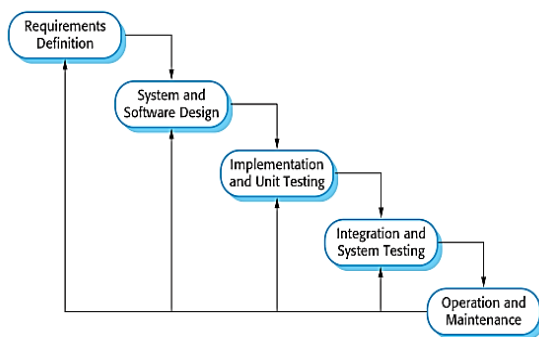 Requirements
Definition
System and
Software Design
Implementation
and Unit Testing
Integration and
System Testing
Operation and
Maintenance